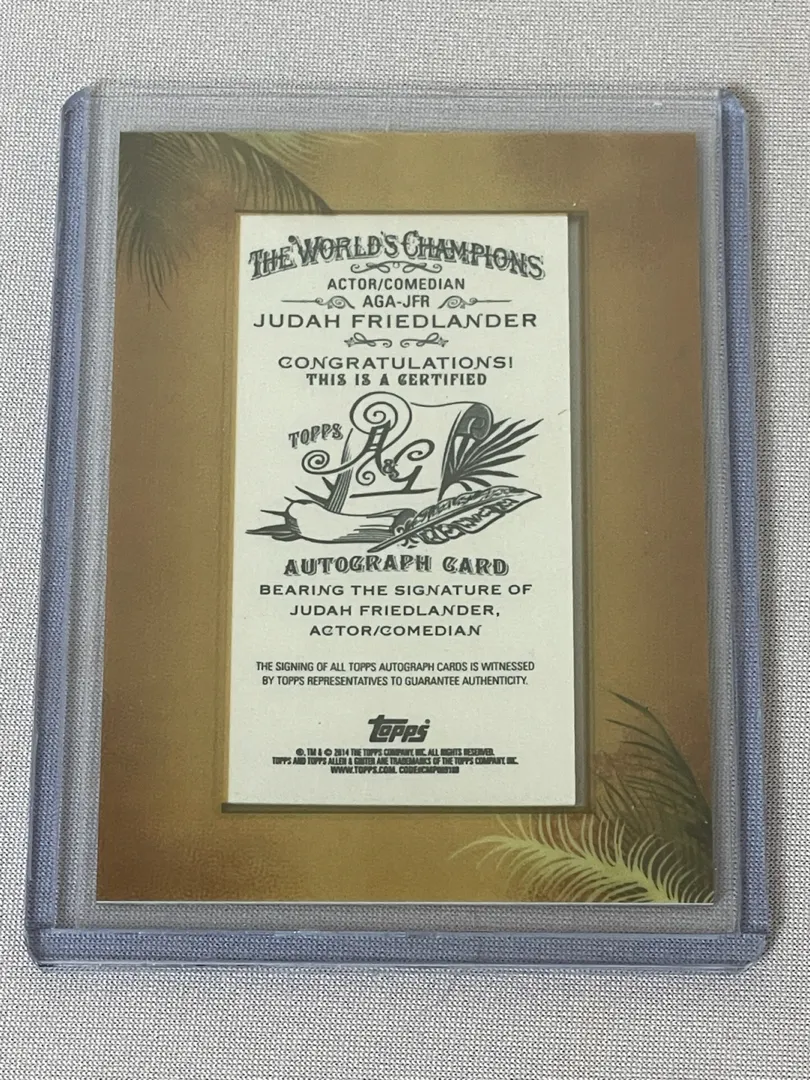 THE WORLD'S CHAMPIONS
ACTOR/COMEDIAN
AGA-JFR
JUDAH FRIEDLANDER
CONGRATULATIONS!
THIS IS A CERTIFIED
TOPPS
A&G
AUTOGRAPH CARD
BEARING THE SIGNATURE OF
JUDAH FRIEDLANDER,
ACTOR/COMEDIAN
THE SIGNING OF ALL TOPPS AUTOGRAPH CARDS IS WITNESSED
BY TOPPS REPRESENTATIVES TO GUARANTEE AUTHENTICITY.
topps
®, TM & © 2014 THE TOPPS COMPANY, INC. ALL RIGHTS RESERVED.
TOPPS AND TOPPS ALLEN & GINTER ARE TRADEMARKS OF THE TOPPS COMPANY, INC.
WWW.TOPPS.COM.